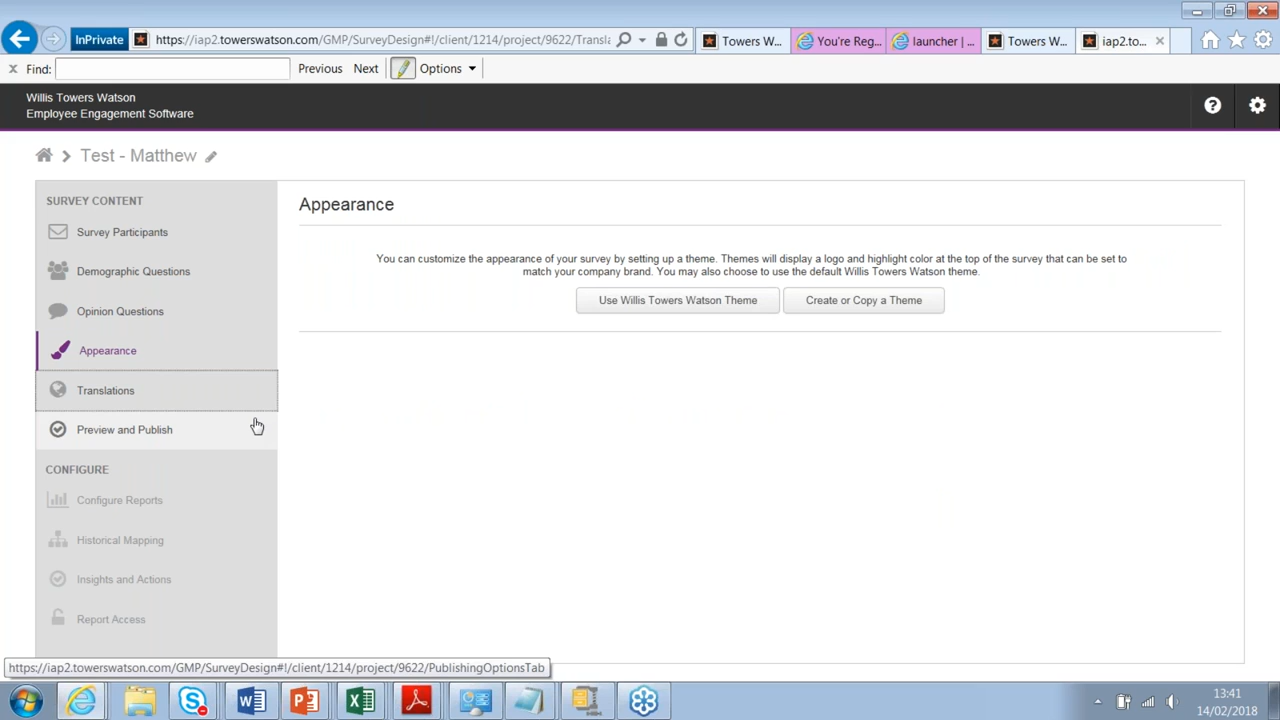 InPrivate
https://iap2.towerswatson.com/GMP/SurveyDesign#!/client/1214/project/9622/Transla
Towers W...
You're Reg...
launcher | ...
Towers W...
iap2.to...
x Find:
Previous
Next
Options
Willis Towers Watson
Employee Engagement Software
Test - Matthew
SURVEY CONTENT
Survey Participants
Demographic Questions
Opinion Questions
Appearance
Translations
Preview and Publish
CONFIGURE
Configure Reports
Historical Mapping
Insights and Actions
Report Access
Appearance
You can customize the appearance of your survey by setting up a theme. Themes will display a logo and highlight color at the top of the survey that can be set to
match your company brand. You may also choose to use the default Willis Towers Watson theme.
Use Willis Towers Watson Theme
Create or Copy a Theme
https://iap2.towerswatson.com/GMP/SurveyDesign#!/client/1214/project/9622/PublishingOptionsTab
13:41
14/02/2018